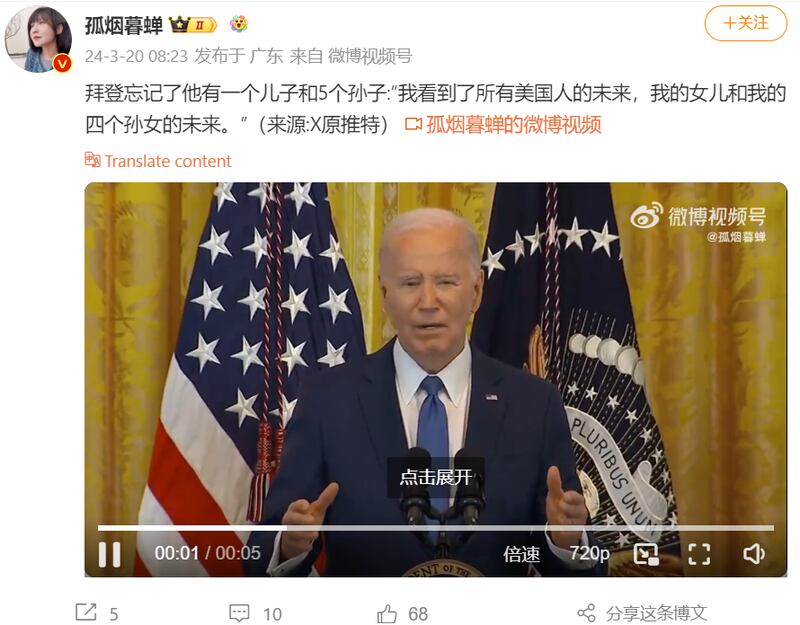 孤烟暮蝉 II
+关注
24-3-20 08:23 发布于 广东 来自 微博视频号
拜登忘记了他有一个儿子和5个孙子:“我看到了所有美国人的未来，我的女儿和我的
四个孙女的未来。”（来源:X原推特） 孤烟暮蝉的微博视频
Translate content
微博视频号
@孤烟暮蝉
PLURIBUS UNUM
点击展开
00:01 / 00:05 倍速 720p
NT OF THE
5 10 68 分享这条博文